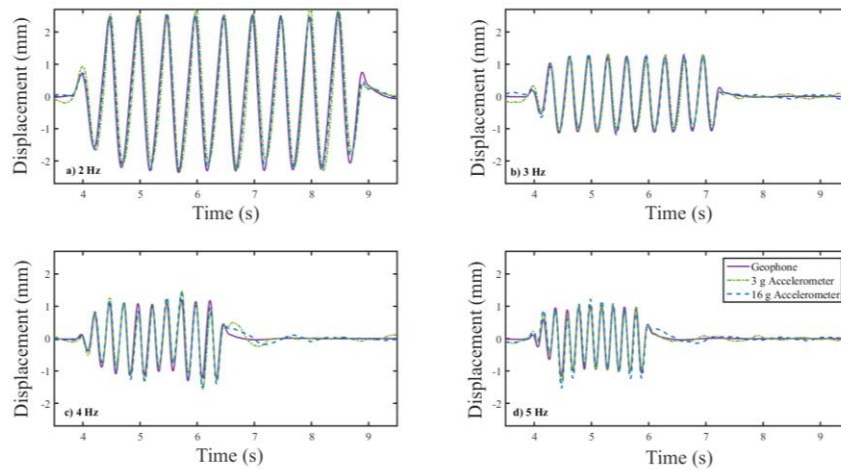 2
1
0
-1
-2
Displacement (mm)
a) 2 Hz
4 5 6 7 8 9
Time (s)
2
1
0
-1
-2
Displacement (mm)
b) 3 Hz
4 5 6 7 8 9
Time (s)
2
1
0
-1
-2
Displacement (mm)
c) 4 Hz
4 5 6 7 8 9
Time (s)
2
1
0
-1
-2
Displacement (mm)
Geophone
3 g Accelerometer
16 g Accelerometer
d) 5 Hz
4 5 6 7 8 9
Time (s)